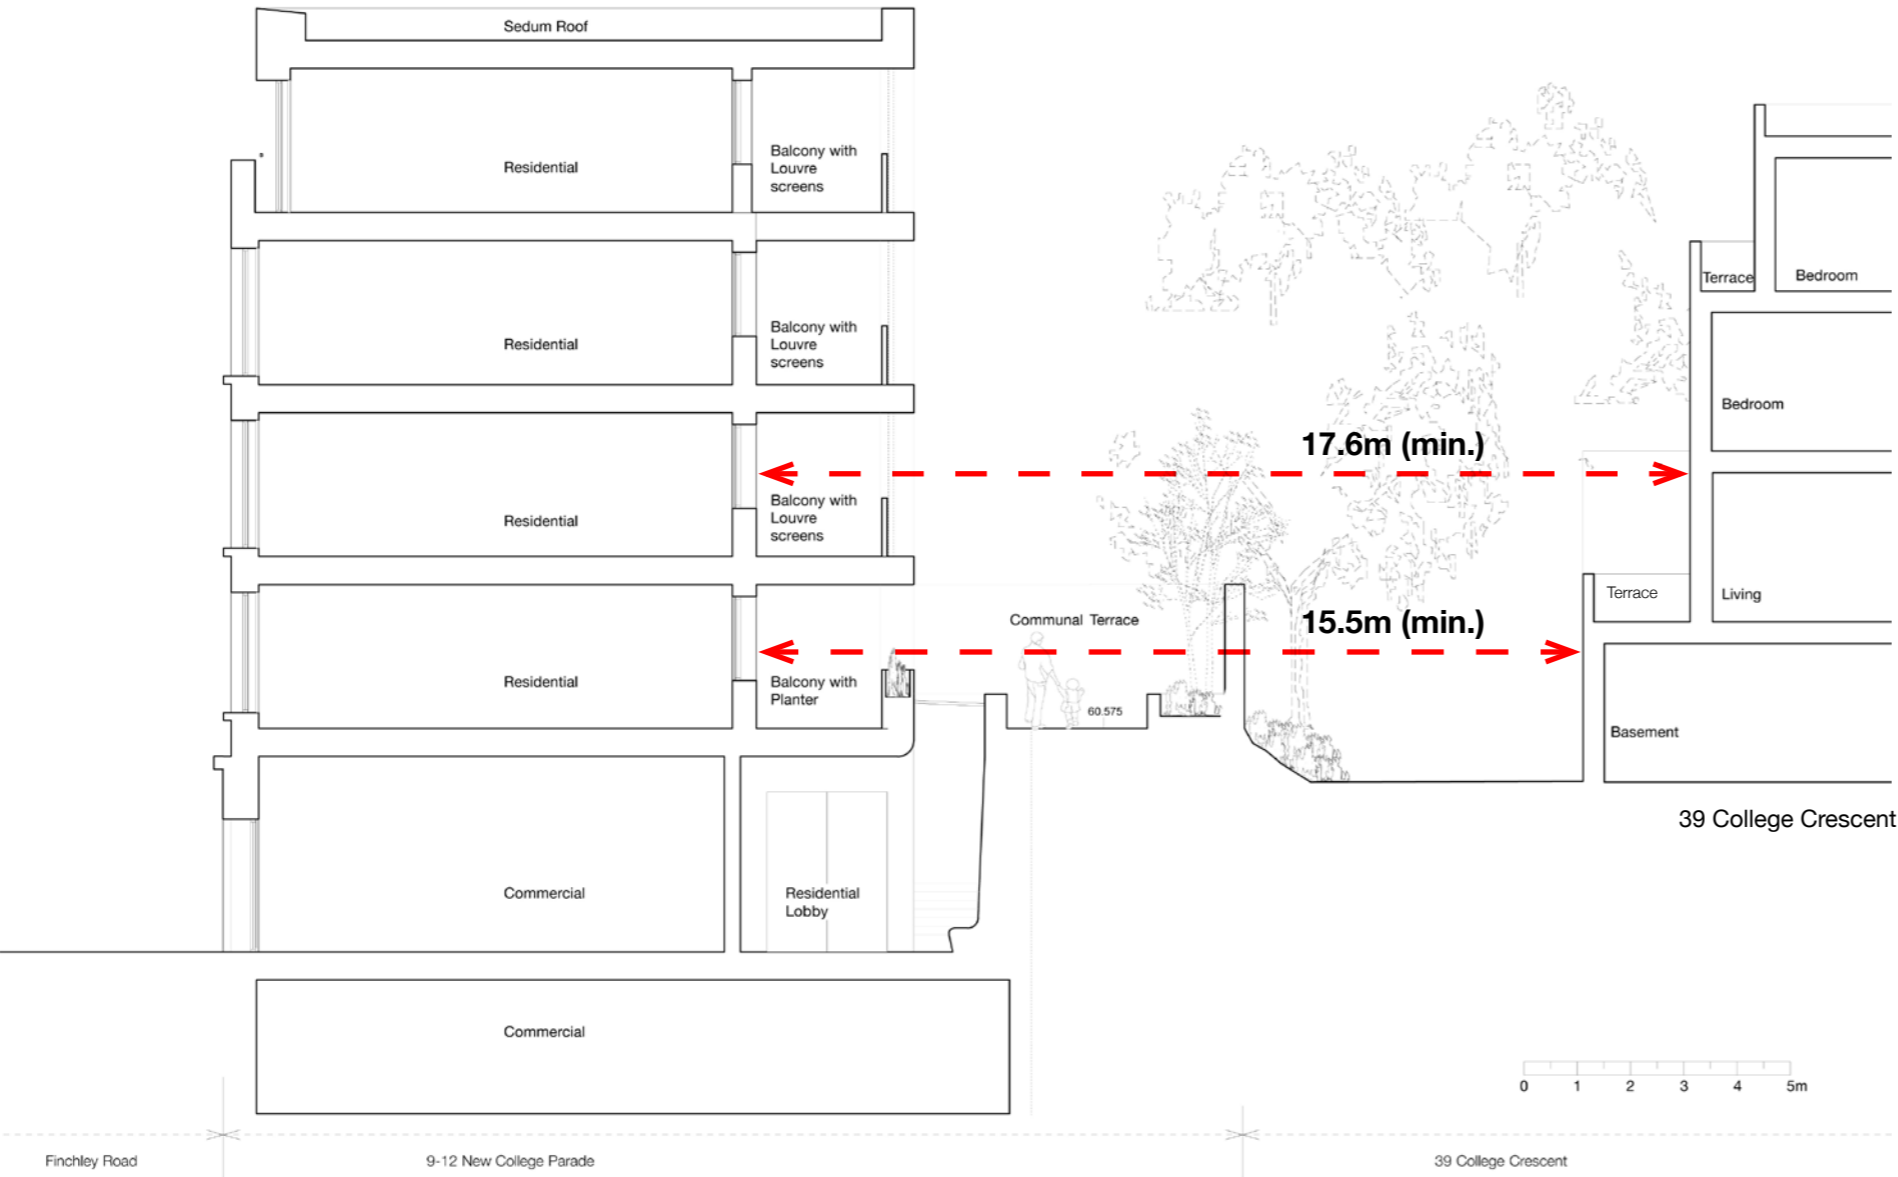 Sedum Roof
Residential
Balcony with
Louvre
screens
Terrace
Bedroom
Residential
Balcony with
Louvre
screens
Bedroom
17.6m (min.)
Residential
Balcony with
Louvre
screens
Terrace
Living
Communal Terrace
15.5m (min.)
Residential
Balcony with
Planter
60.575
Basement
39 College Crescent
Commercial
Residential
Lobby
Commercial
0 1 2 3 4 5m
Finchley Road
9-12 New College Parade
39 College Crescent